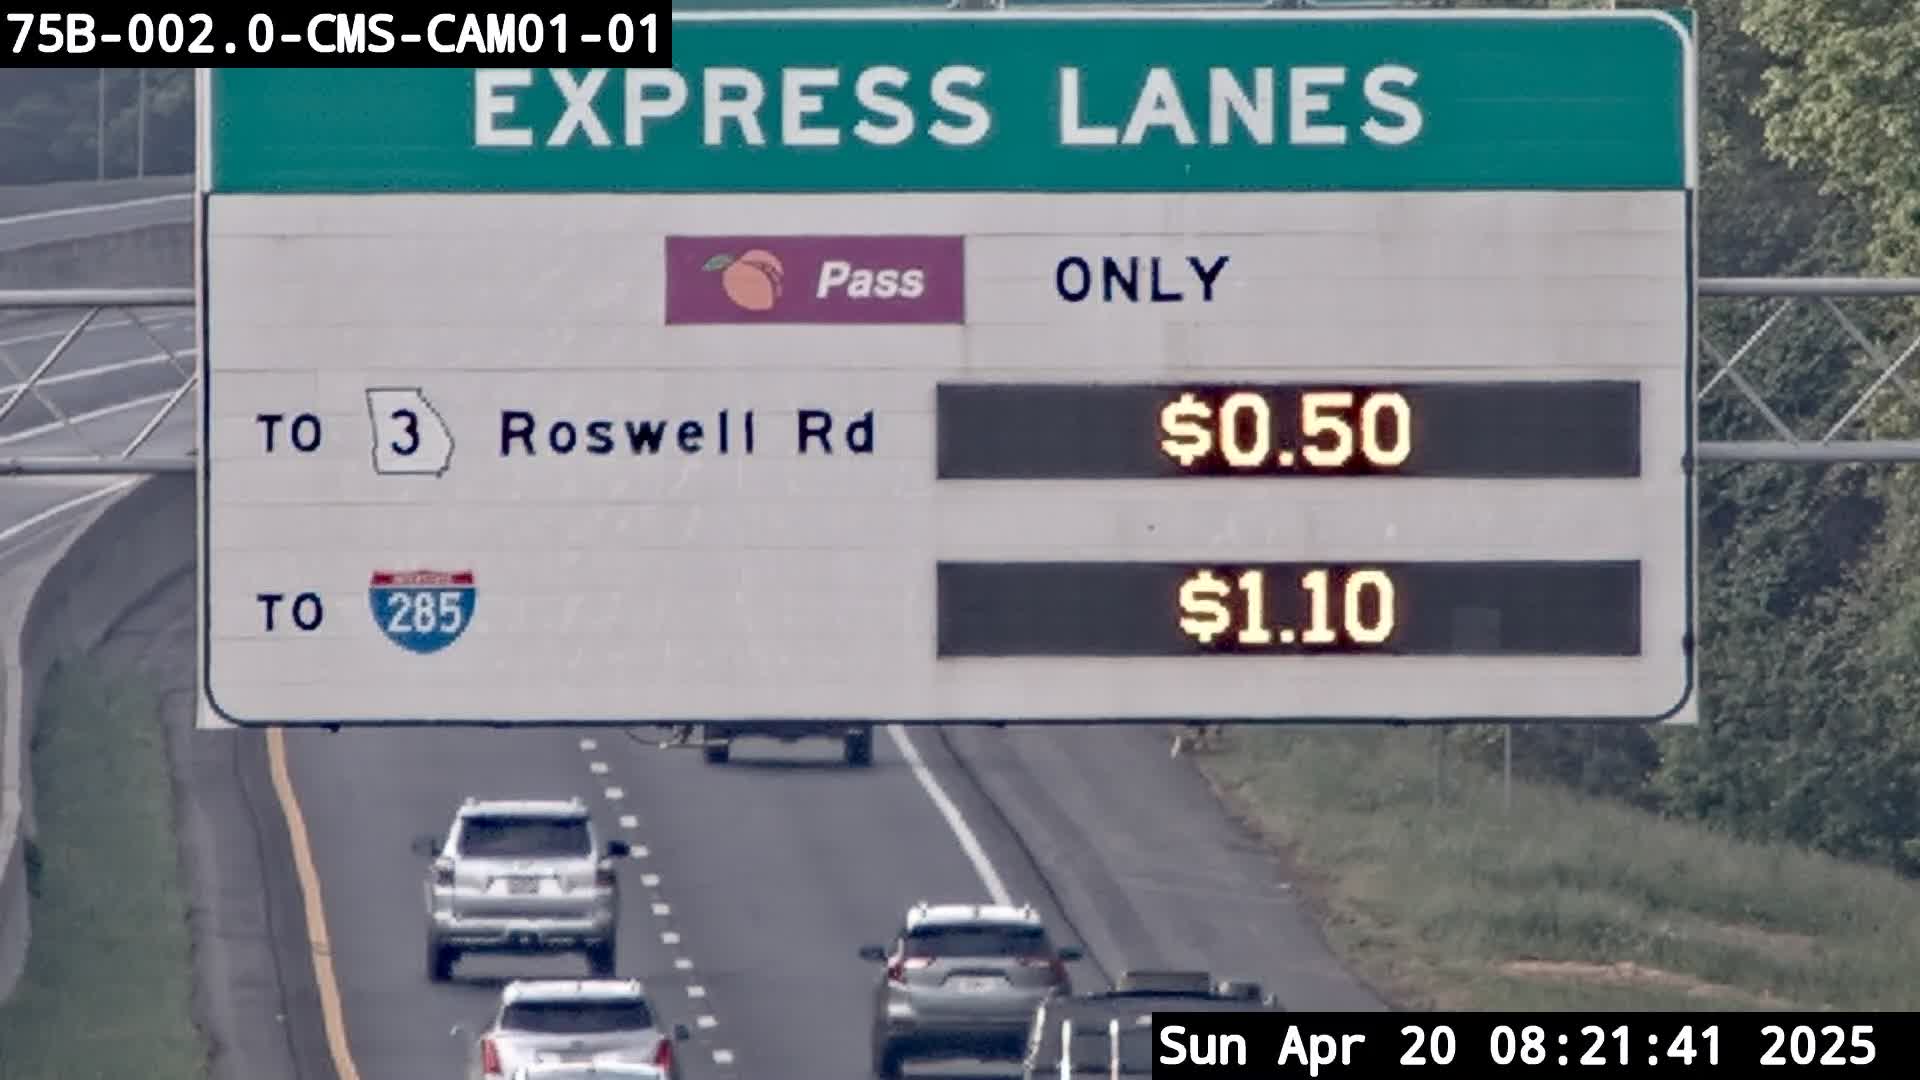 75B-002.0-CMS-CAM01-01
EXPRESS LANES
Pass ONLY
TO 3 Roswell Rd $0.50
TO 285 $1.10
Sun Apr 20 08:21:41 2025